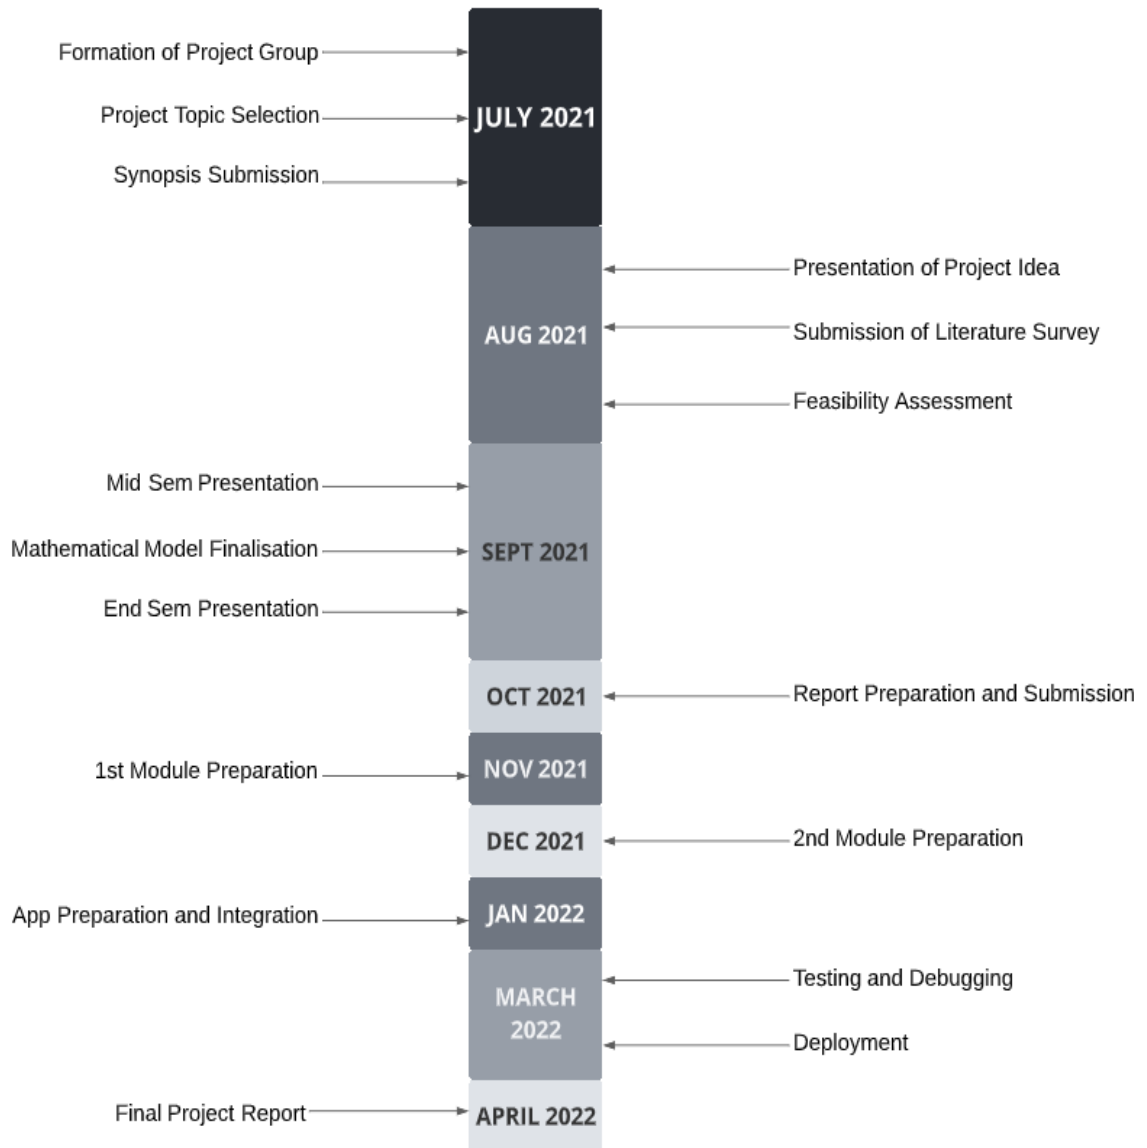 Formation of Project Group
Project Topic Selection
JULY 2021
Synopsis Submission
Presentation of Project Idea
Submission of Literature Survey
AUG 2021
Feasibility Assessment
Mid Sem Presentation
Mathematical Model Finalisation
SEPT 2021
End Sem Presentation
OCT 2021
Report Preparation and Submission
1st Module Preparation
NOV 2021
DEC 2021
2nd Module Preparation
App Preparation and Integration
JAN 2022
Testing and Debugging
MARCH
2022
Deployment
Final Project Report
APRIL 2022